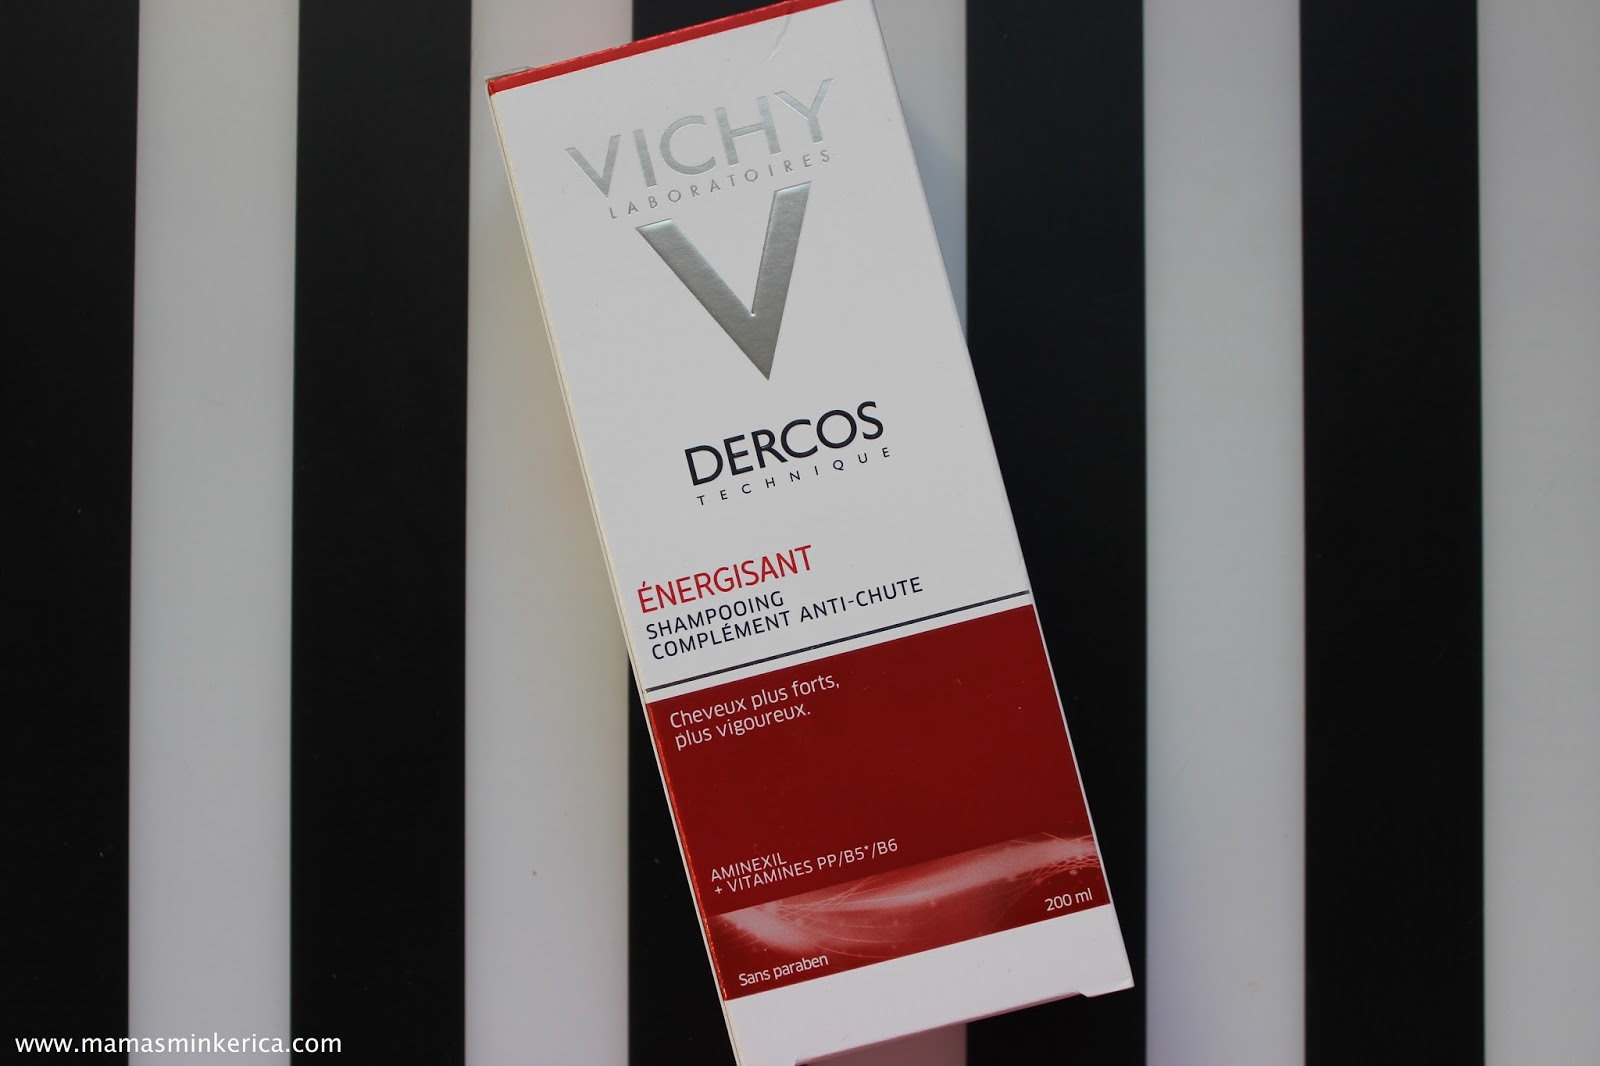 VICHY
LABORATOIRES
V
DERCOS
TECHNIQUE
ÉNERGISANT
SHAMPOOING
COMPLÉMENT ANTI-CHUTE
Cheveux plus forts,
plus vigoureux.
AMINEXIL
+ VITAMINES PP/B5*/B6
200 ml
Sans paraben
www.mamasminkerica.com